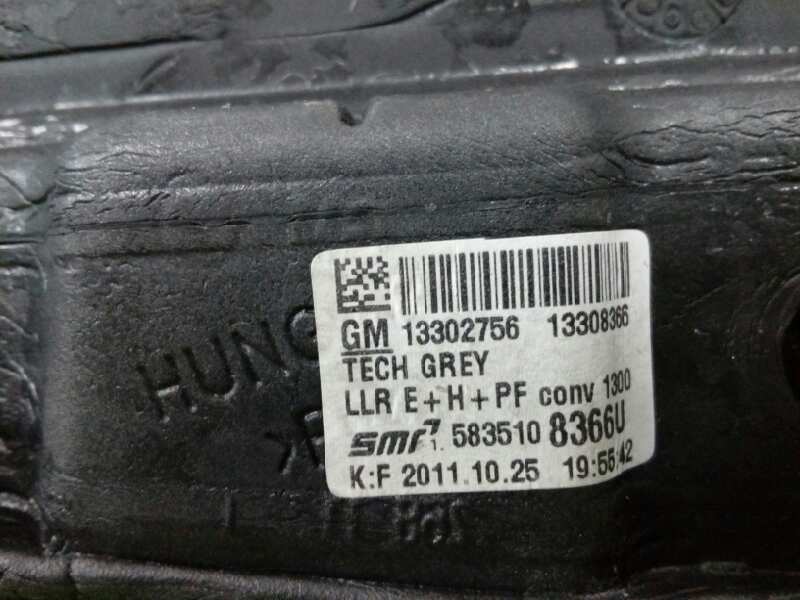 GM 13302756 13308366
TECH GREY
LLR E+H+PF conv 1300
smr 1. 583510 8366U
K:F 2011.10.25 19:55:42
HUNG